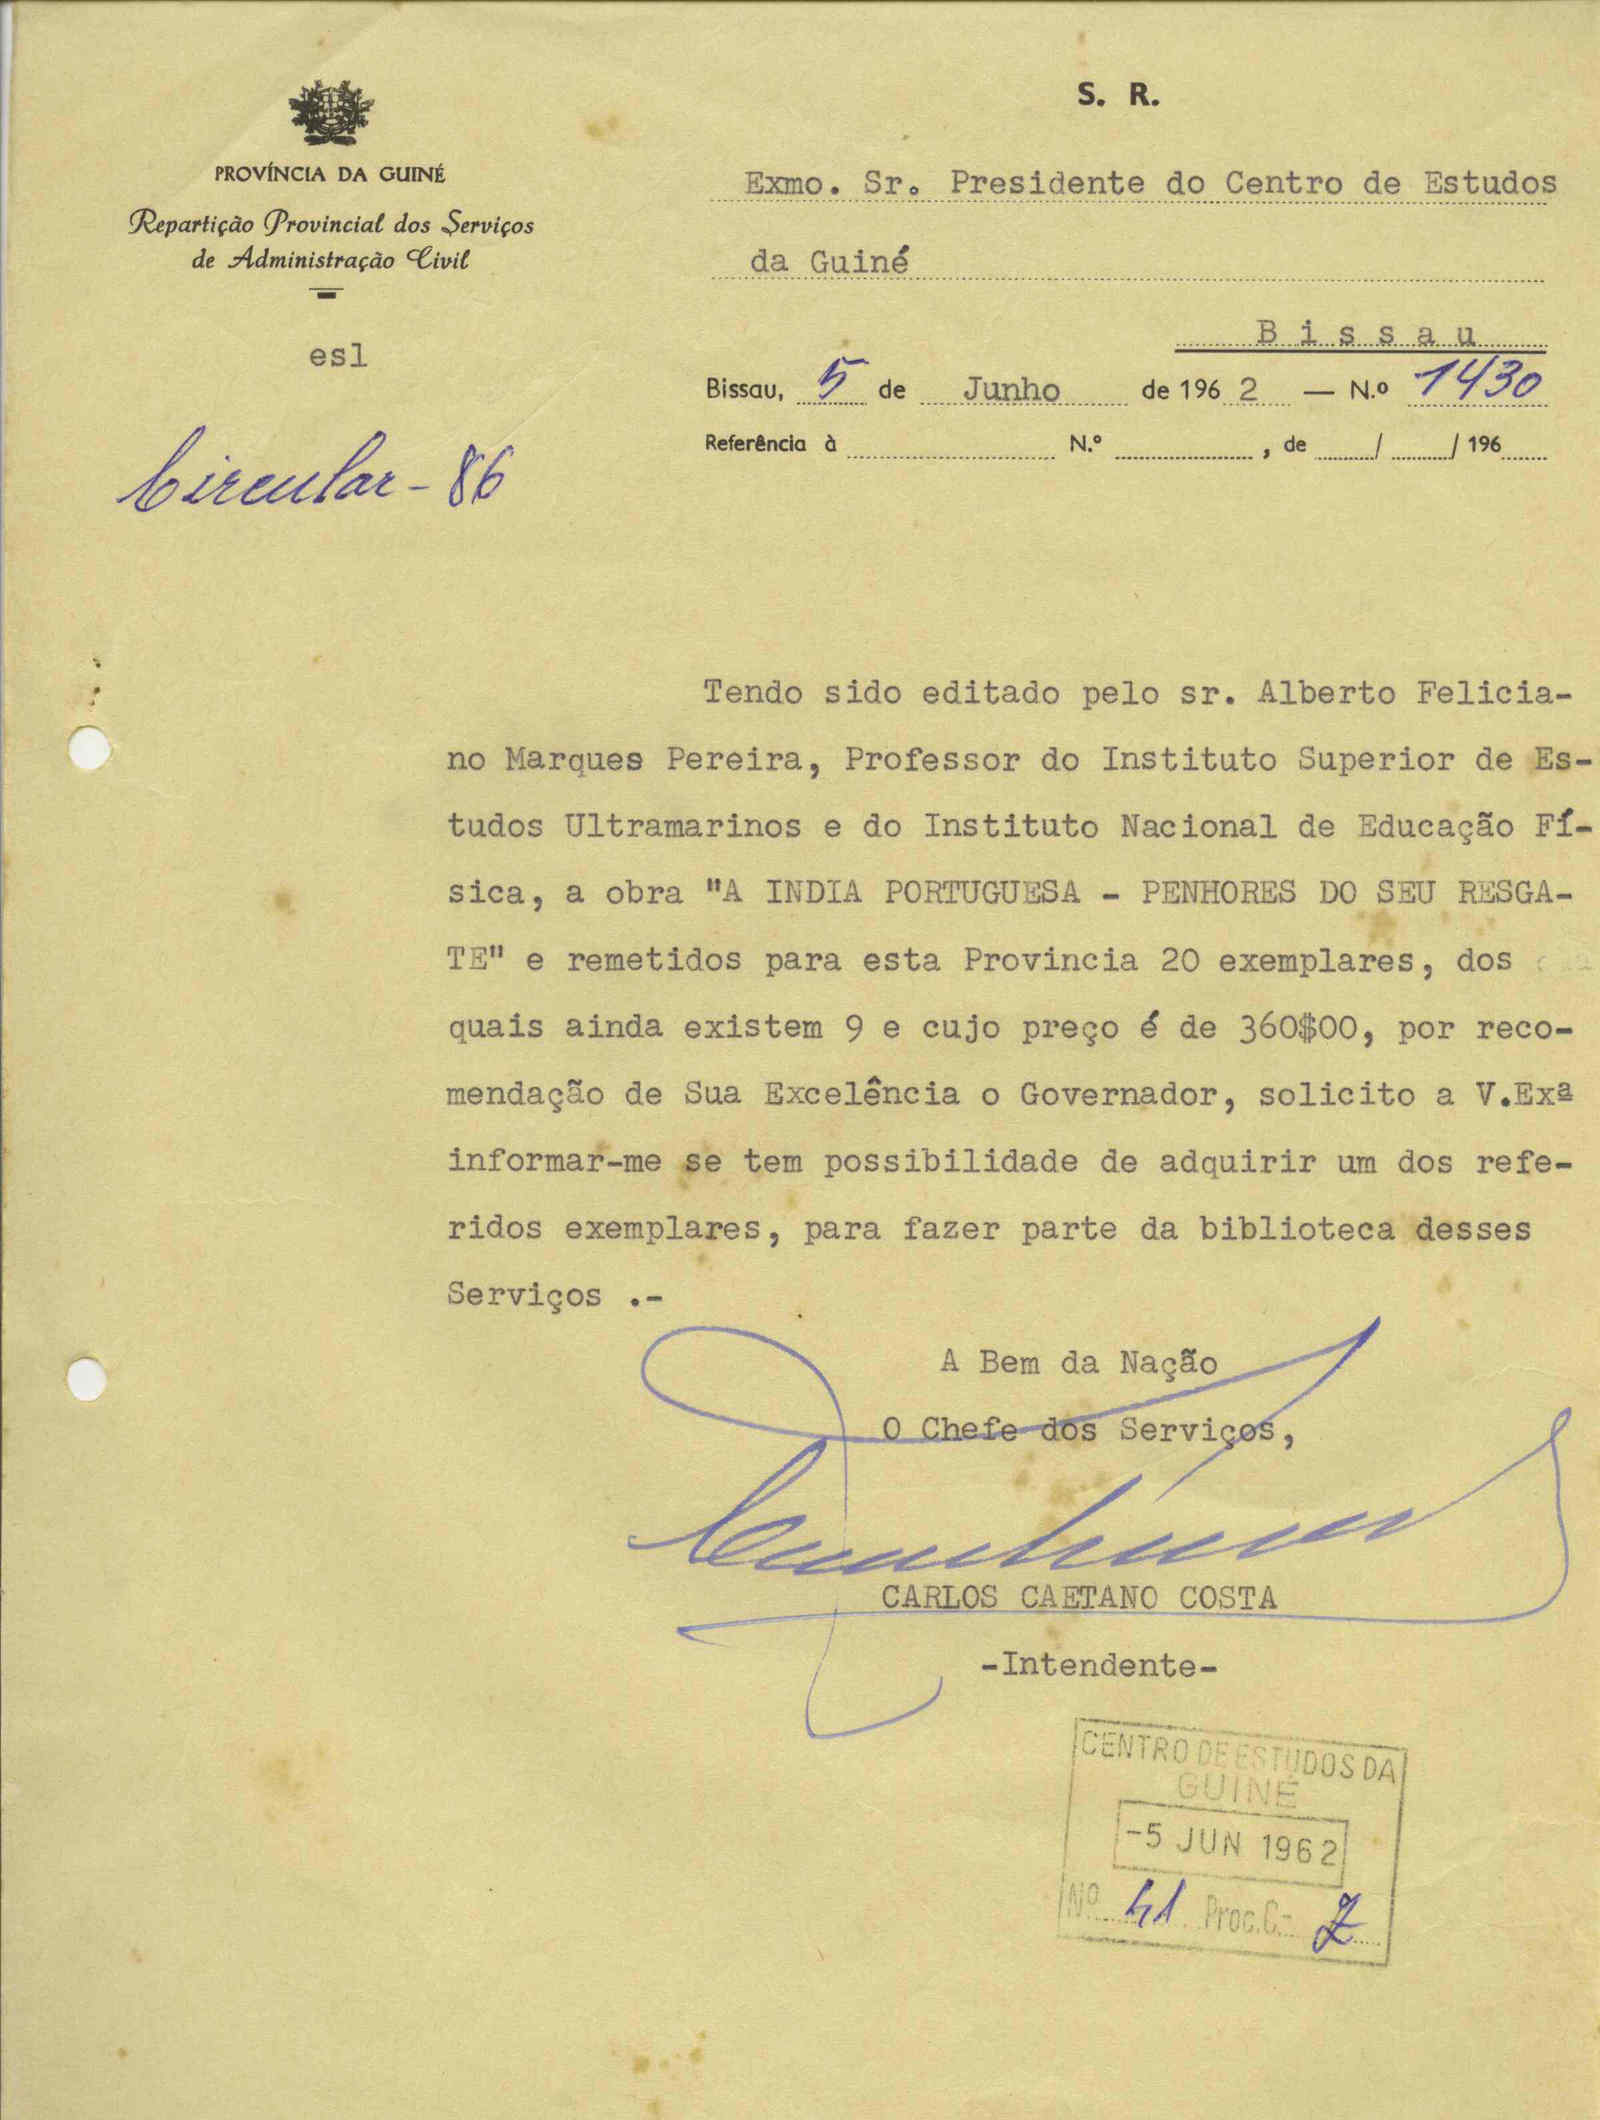 S. R.
PROVÍNCIA DA GUINÉ
Repartição Provincial dos Serviços
de Administração Civil
esl
Circular - 86
Exmo. Sr. Presidente do Centro de Estudos
da Guiné
Bissau
Bissau, 5 de Junho de 1962 — N.º 1430
Referência à N.º , de / / 196
Tendo sido editado pelo sr. Alberto Felicia-
no Marques Pereira, Professor do Instituto Superior de Es-
tudos Ultramarinos e do Instituto Nacional de Educação Fí-
sica, a obra "A INDIA PORTUGUESA - PENHORES DO SEU RESGA-
TE" e remetidos para esta Provincia 20 exemplares, dos
quais ainda existem 9 e cujo preço é de 360$00, por reco-
mendação de Sua Excelência o Governador, solicito a V.Exª
informar-me se tem possibilidade de adquirir um dos refe-
ridos exemplares, para fazer parte da biblioteca desses
Serviços .-
A Bem da Nação
O Chefe dos Serviços,
CARLOS CAETANO COSTA
-Intendente-
CENTRO DE ESTUDOS DA
GUINÉ
-5 JUN 1962
Nº 41 Proc.C.- Z